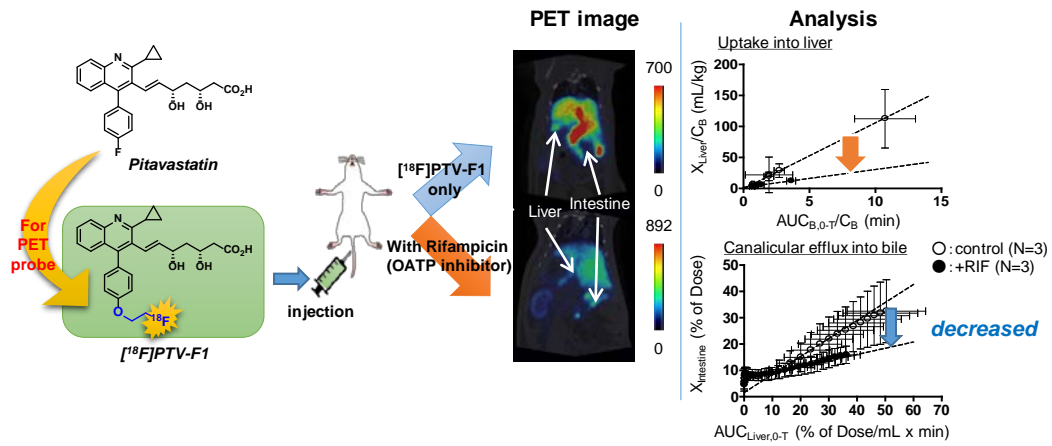 PET image
Analysis
N
CO₂H
OH
OH
F
Pitavastatin
For
PET
probe
N
CO₂H
OH
OH
O
¹⁸F
[¹⁸F]PTV-F1
injection
[¹⁸F]PTV-F1
only
With Rifampicin
(OATP inhibitor)
Liver
Intestine
700
0
892
0
Uptake into liver
X_Liver/C_B (mL/kg)
200
150
100
50
0
0
5
10
15
AUC_B,0-T/C_B (min)
Canalicular efflux into bile
○:control (N=3)
●:+RIF (N=3)
X_Intestine (% of Dose)
50
40
30
20
10
0
0 10 20 30 40 50 60 70
decreased
AUC_Liver,0-T (% of Dose/mL x min)